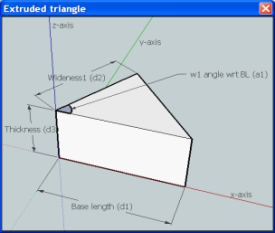 Extruded triangle
z-axis
y-axis
Wideness1 (d2)
w1 angle wrt BL (a1)
Thickness (d3)
x-axis
Base length (d1)